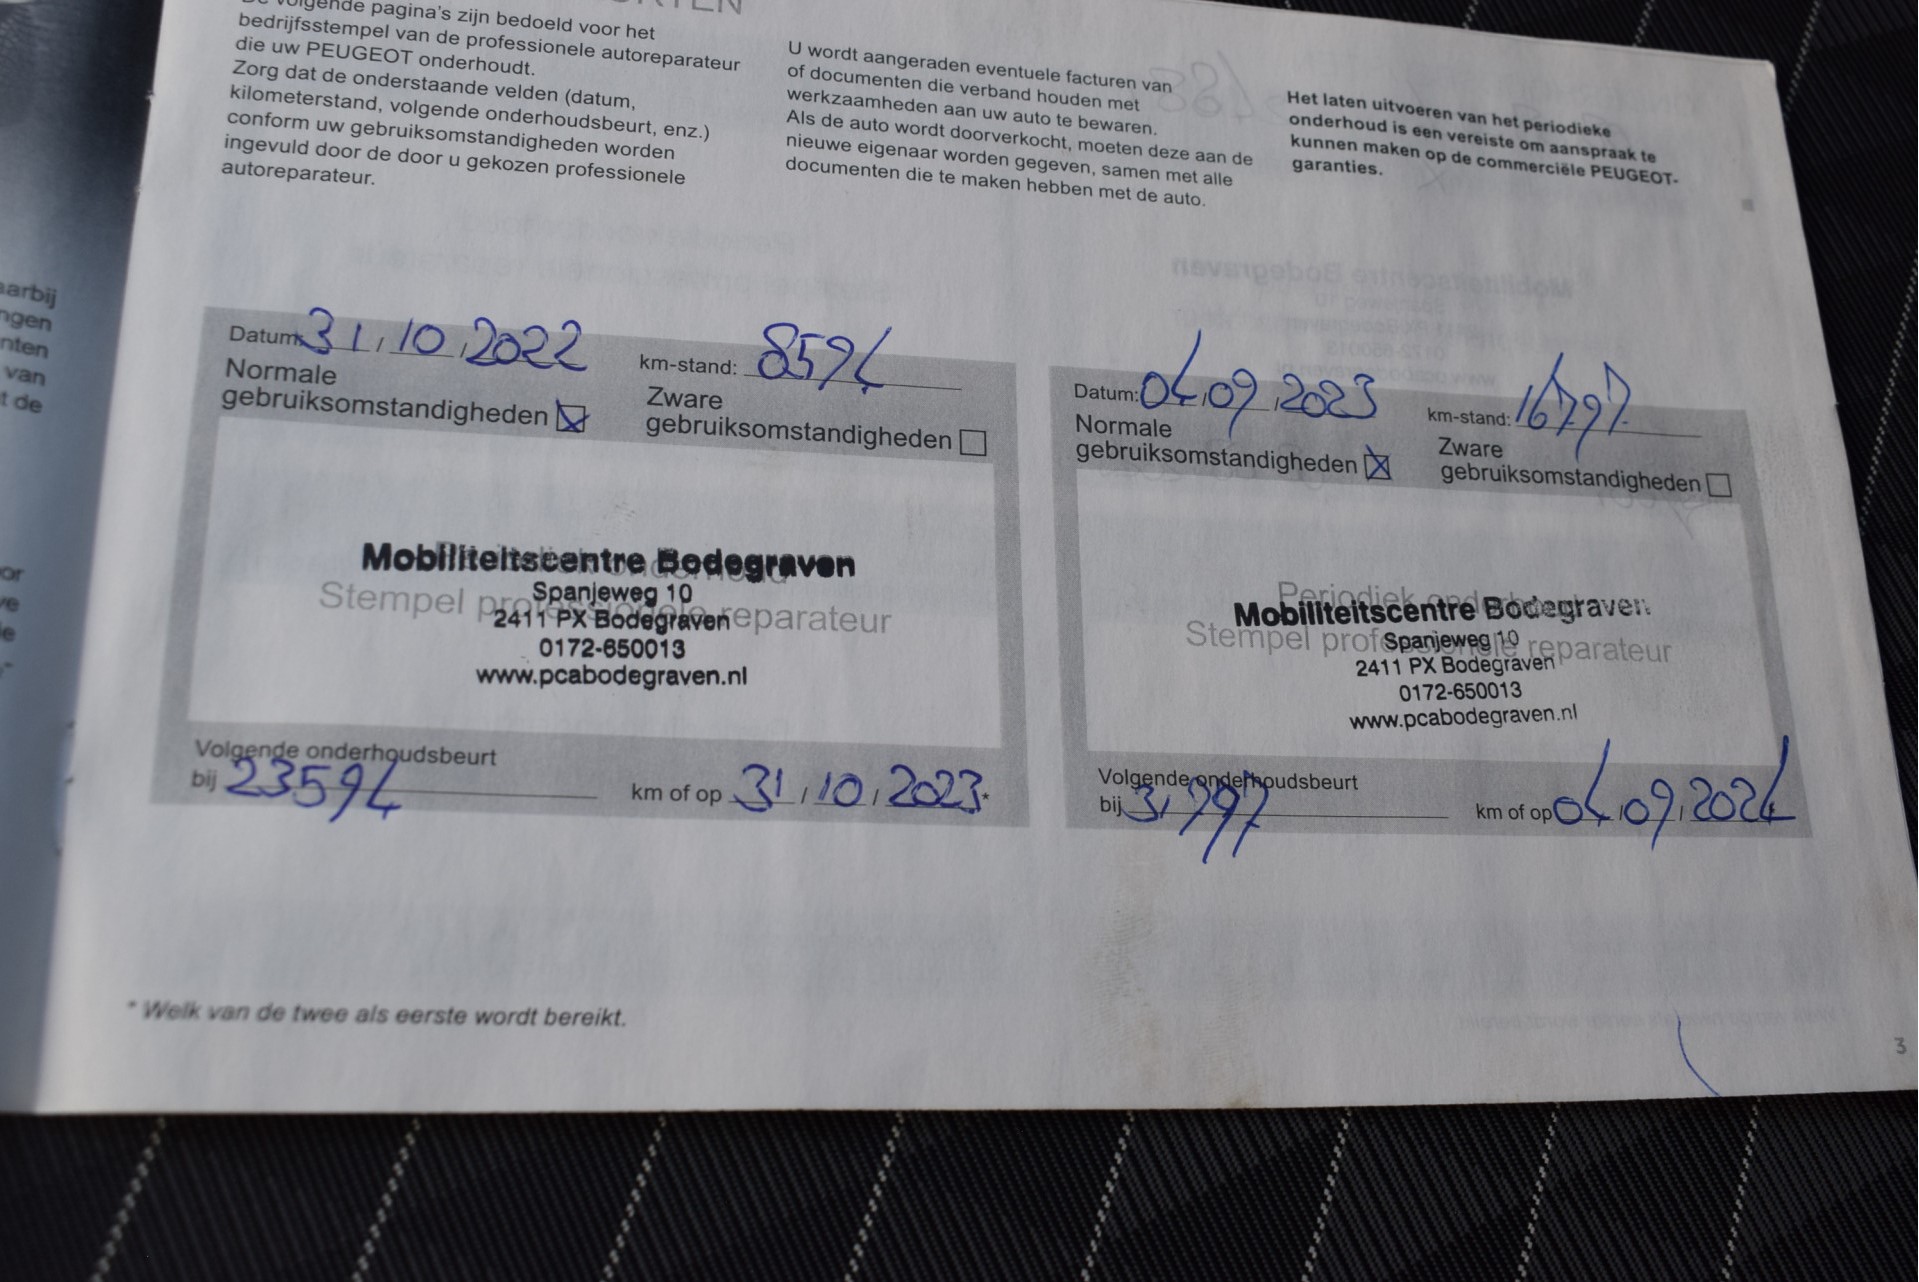 volgende pagina's zijn bedoeld voor het
bedrijfsstempel van de professionele autoreparateur
die uw PEUGEOT onderhoudt.
Zorg dat de onderstaande velden (datum,
kilometerstand, volgende onderhoudsbeurt, enz.)
conform uw gebruiksomstandigheden worden
ingevuld door de door u gekozen professionele
autoreparateur.
U wordt aangeraden eventuele facturen van
of documenten die verband houden met
werkzaamheden aan uw auto te bewaren.
Als de auto wordt doorverkocht, moeten deze aan de
nieuwe eigenaar worden gegeven, samen met alle
documenten die te maken hebben met de auto.
Het laten uitvoeren van het periodieke
onderhoud is een vereiste om aanspraak te
kunnen maken op de commerciële PEUGEOT-
garanties.
arbij
ngen
nten
van
t de
or
Datum: 31 / 10 / 2022 km-stand: 8594
Normale
gebruiksomstandigheden
Zware
gebruiksomstandigheden
Mobiliteitscentre Bodegraven
Stempel professionele reparateur
Spanjeweg 10
2411 PX Bodegraven
0172-650013
www.pcabodegraven.nl
Volgende onderhoudsbeurt
bij 23594 km of op 31 / 10 / 2023*
Datum: 04 / 09 / 2023 km-stand: 16797
Normale
gebruiksomstandigheden
Zware
gebruiksomstandigheden
Periodiek onderhoud
Mobiliteitscentre Bodegraven
Stempel professionele reparateur
Spanjeweg 10
2411 PX Bodegraven
0172-650013
www.pcabodegraven.nl
Volgende onderhoudsbeurt
bij 31797 km of op 04 / 09 / 2024
* Welk van de twee als eerste wordt bereikt.
3